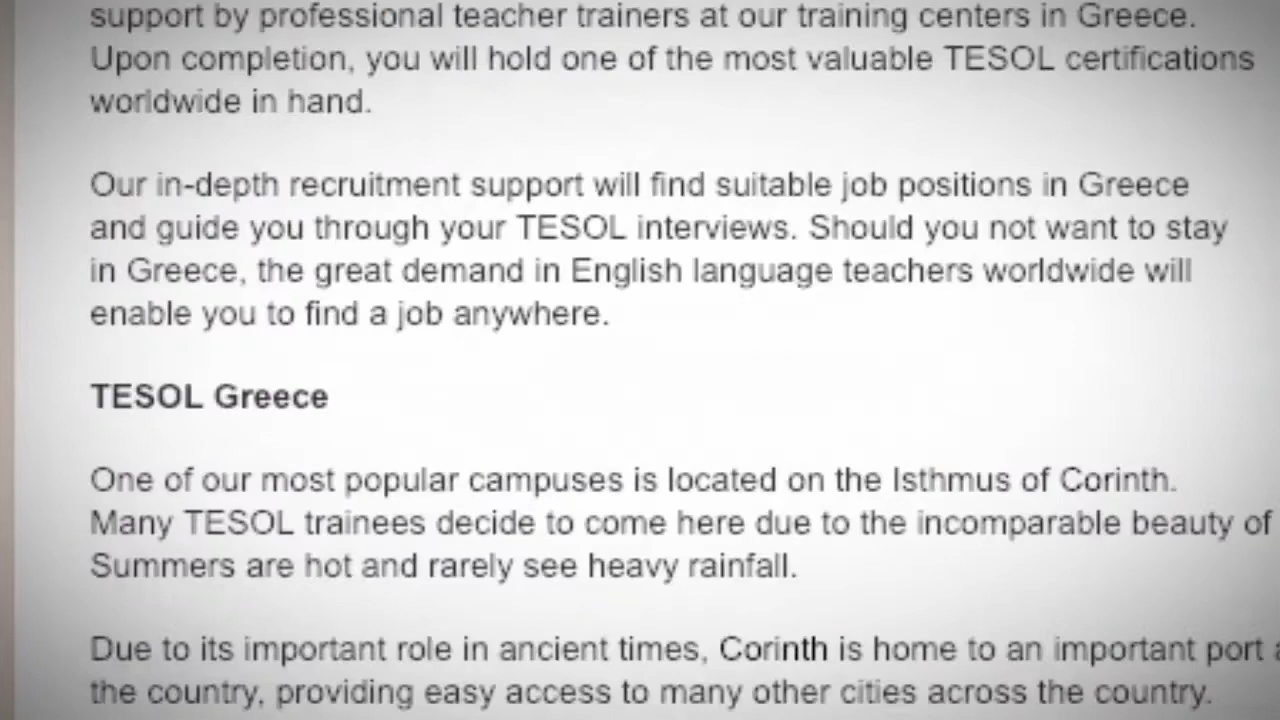 support by professional teacher trainers at our training centers in Greece.
Upon completion, you will hold one of the most valuable TESOL certifications
worldwide in hand.
Our in-depth recruitment support will find suitable job positions in Greece
and guide you through your TESOL interviews. Should you not want to stay
in Greece, the great demand in English language teachers worldwide will
enable you to find a job anywhere.
TESOL Greece
One of our most popular campuses is located on the Isthmus of Corinth.
Many TESOL trainees decide to come here due to the incomparable beauty of
Summers are hot and rarely see heavy rainfall.
Due to its important role in ancient times, Corinth is home to an important port
the country, providing easy access to many other cities across the country.